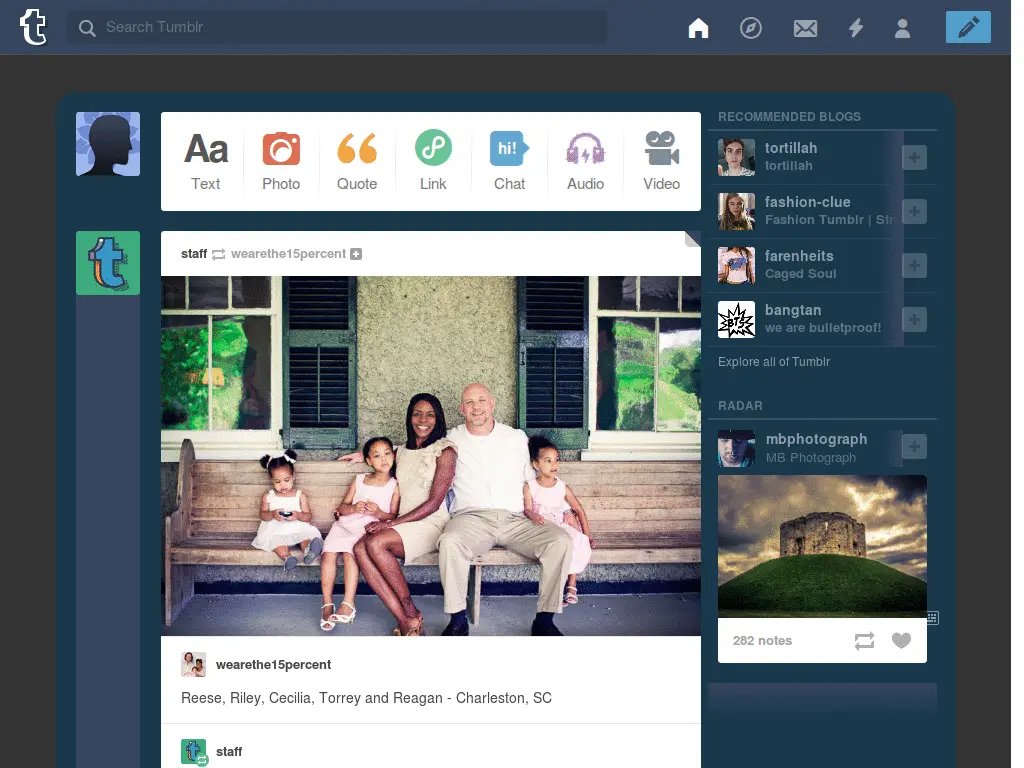 Search Tumblr
Aa
Text
Photo
Quote
Link
hi!
Chat
Audio
Video
staff wearethe15percent
wearethe15percent
Reese, Riley, Cecilia, Torrey and Reagan - Charleston, SC
staff
RECOMMENDED BLOGS
tortillah
tortillah
fashion-clue
Fashion Tumblr | Str
farenheits
Caged Soul
bangtan
we are bulletproof!
BTS
Explore all of Tumblr
RADAR
mbphotograph
MB Photograph
282 notes